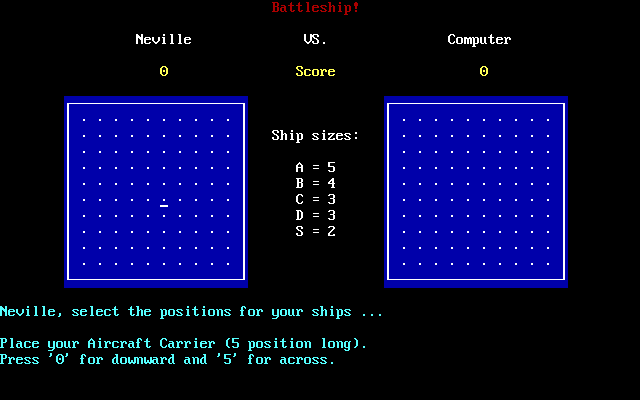 Battleship!
Neville VS. Computer
0 Score 0
Ship sizes:
A = 5
B = 4
C = 3
D = 3
S = 2
Neville, select the positions for your ships ...
Place your Aircraft Carrier (5 position long).
Press '0' for downward and '5' for across.